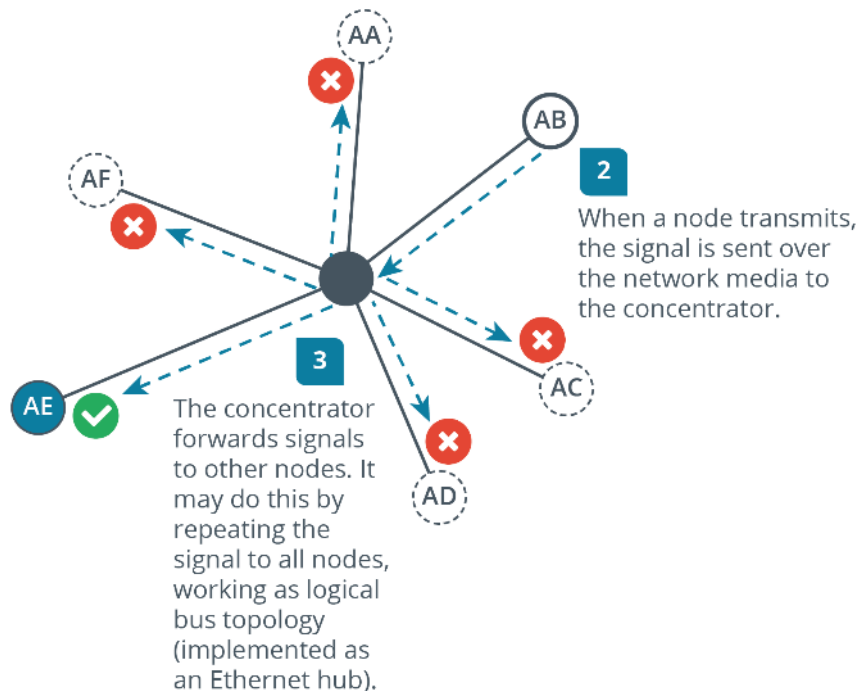 AA
AB
2
When a node transmits,
the signal is sent over
the network media to
the concentrator.
AF
3
The concentrator
forwards signals
to other nodes. It
may do this by
repeating the
signal to all nodes,
working as logical
bus topology
(implemented as
an Ethernet hub).
AC
AE
AD